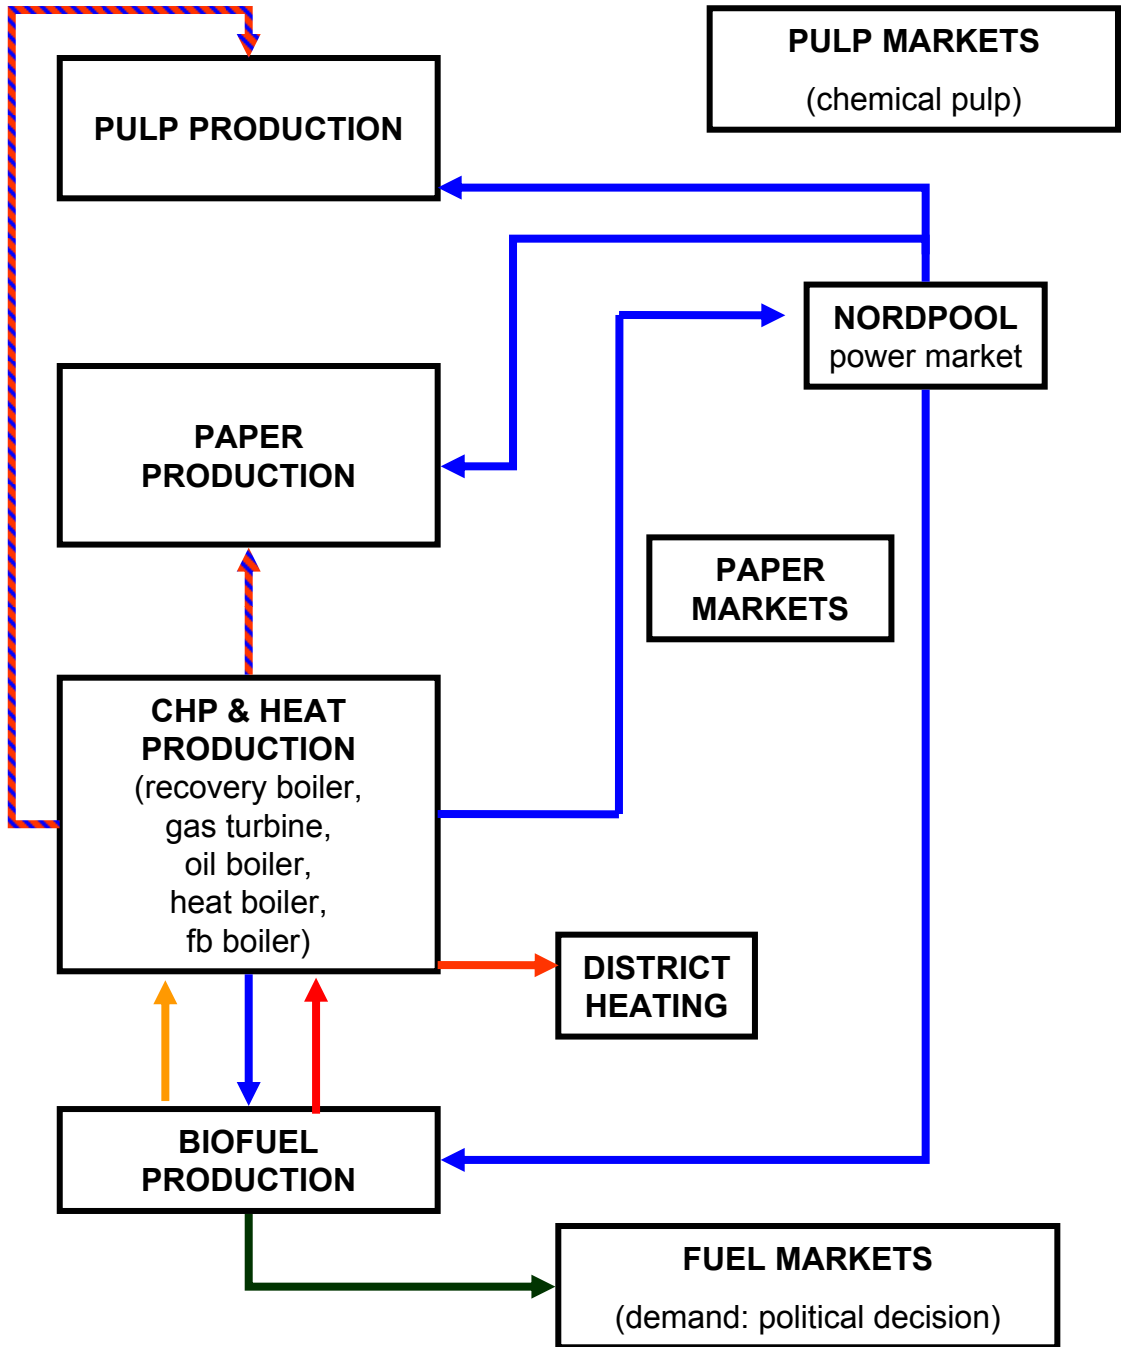 PULP MARKETS
(chemical pulp)
PULP PRODUCTION
NORDPOOL
power market
PAPER
PRODUCTION
PAPER
MARKETS
CHP & HEAT
PRODUCTION
(recovery boiler,
gas turbine,
oil boiler,
heat boiler,
fb boiler)
DISTRICT
HEATING
BIOFUEL
PRODUCTION
FUEL MARKETS
(demand: political decision)